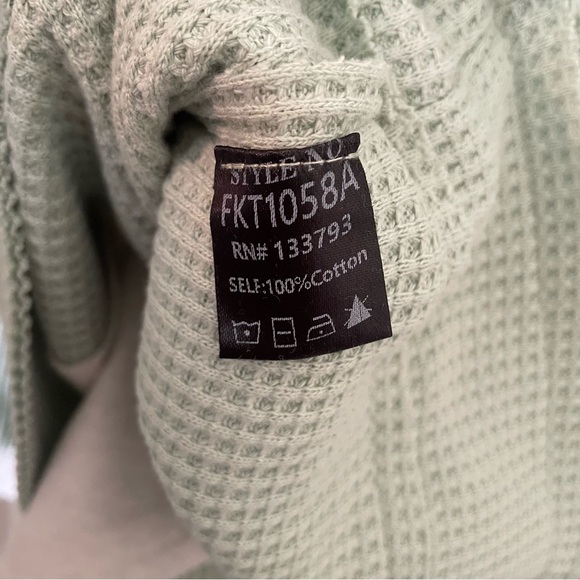 STYLE NO
FKT1058A
RN# 133793
SELF:100%Cotton